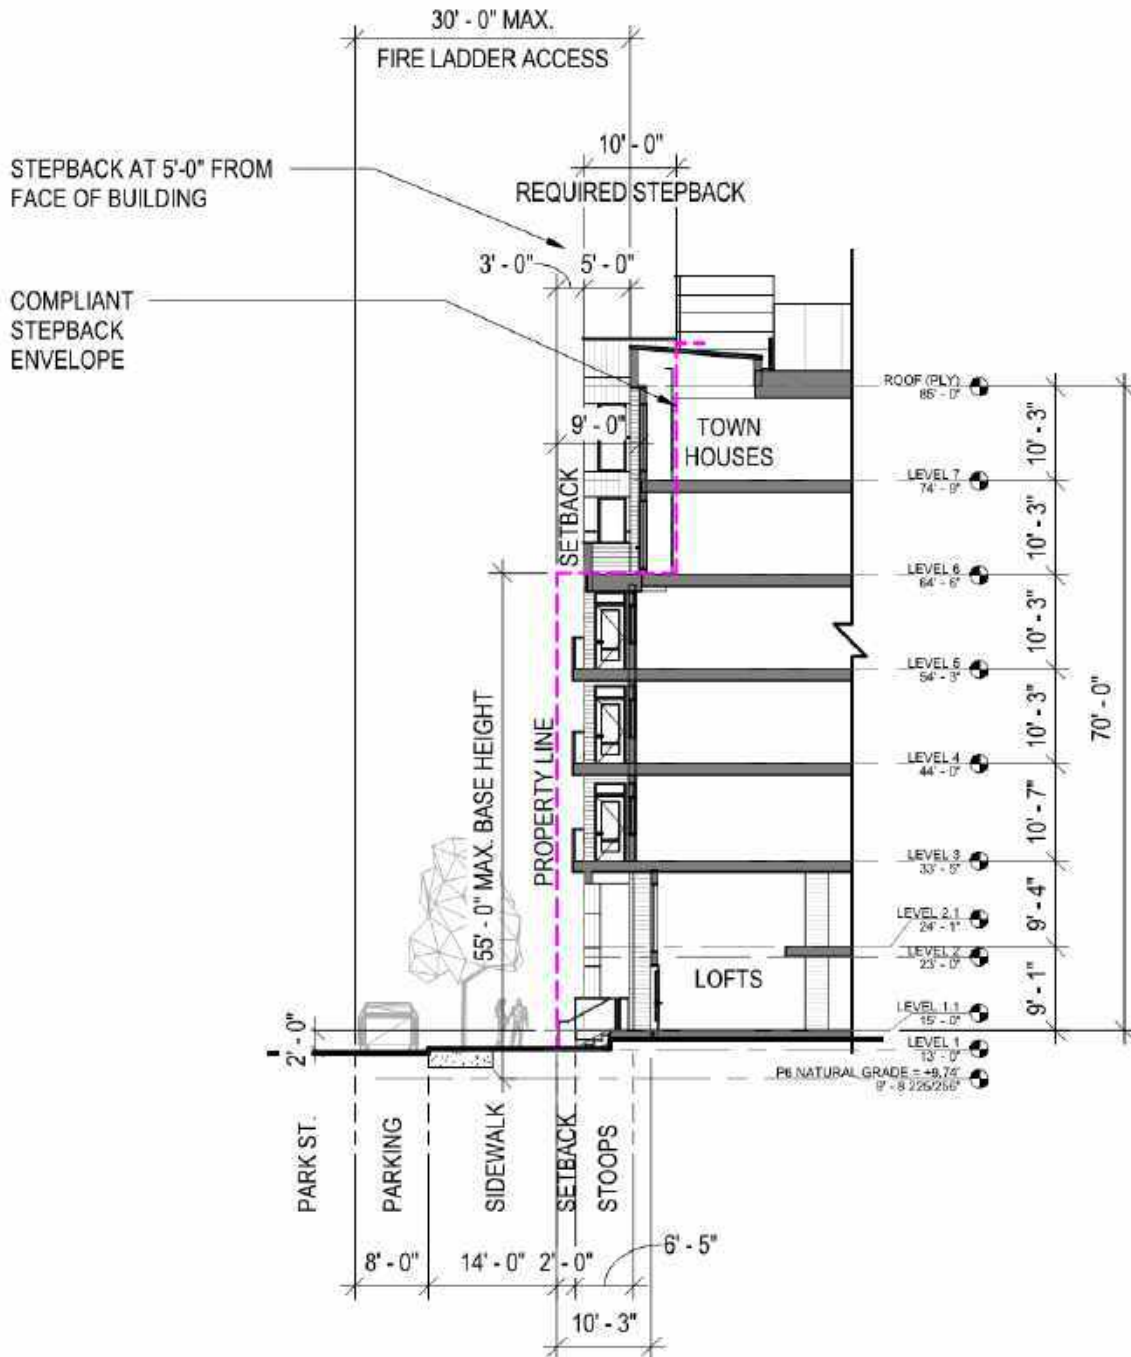 30' - 0" MAX.
FIRE LADDER ACCESS
10' - 0"
STEPBACK AT 5'-0" FROM
FACE OF BUILDING
REQUIRED STEPBACK
3' - 0"
5' - 0"
COMPLIANT
STEPBACK
ENVELOPE
ROOF (PLY)
85' - 0"
9' - 0"
TOWN
HOUSES
10' - 3"
SETBACK
LEVEL 7
74' - 9"
10' - 3"
LEVEL 6
64' - 6"
10' - 3"
LEVEL 5
54' - 3"
10' - 3"
70' - 0"
55' - 0" MAX. BASE HEIGHT
PROPERTY LINE
LEVEL 4
44' - 0"
10' - 7"
LEVEL 3
33' - 5"
9' - 4"
LEVEL 2.1
24' - 1"
LEVEL 2
23' - 0"
LOFTS
9' - 1"
LEVEL 1.1
15' - 0"
2' - 0"
LEVEL 1
13' - 0"
P6 NATURAL GRADE = +9.74'
9' - 8 225/256"
PARK ST.
PARKING
SIDEWALK
SETBACK
STOOPS
6' - 5"
8' - 0"
14' - 0"
2' - 0"
10' - 3"